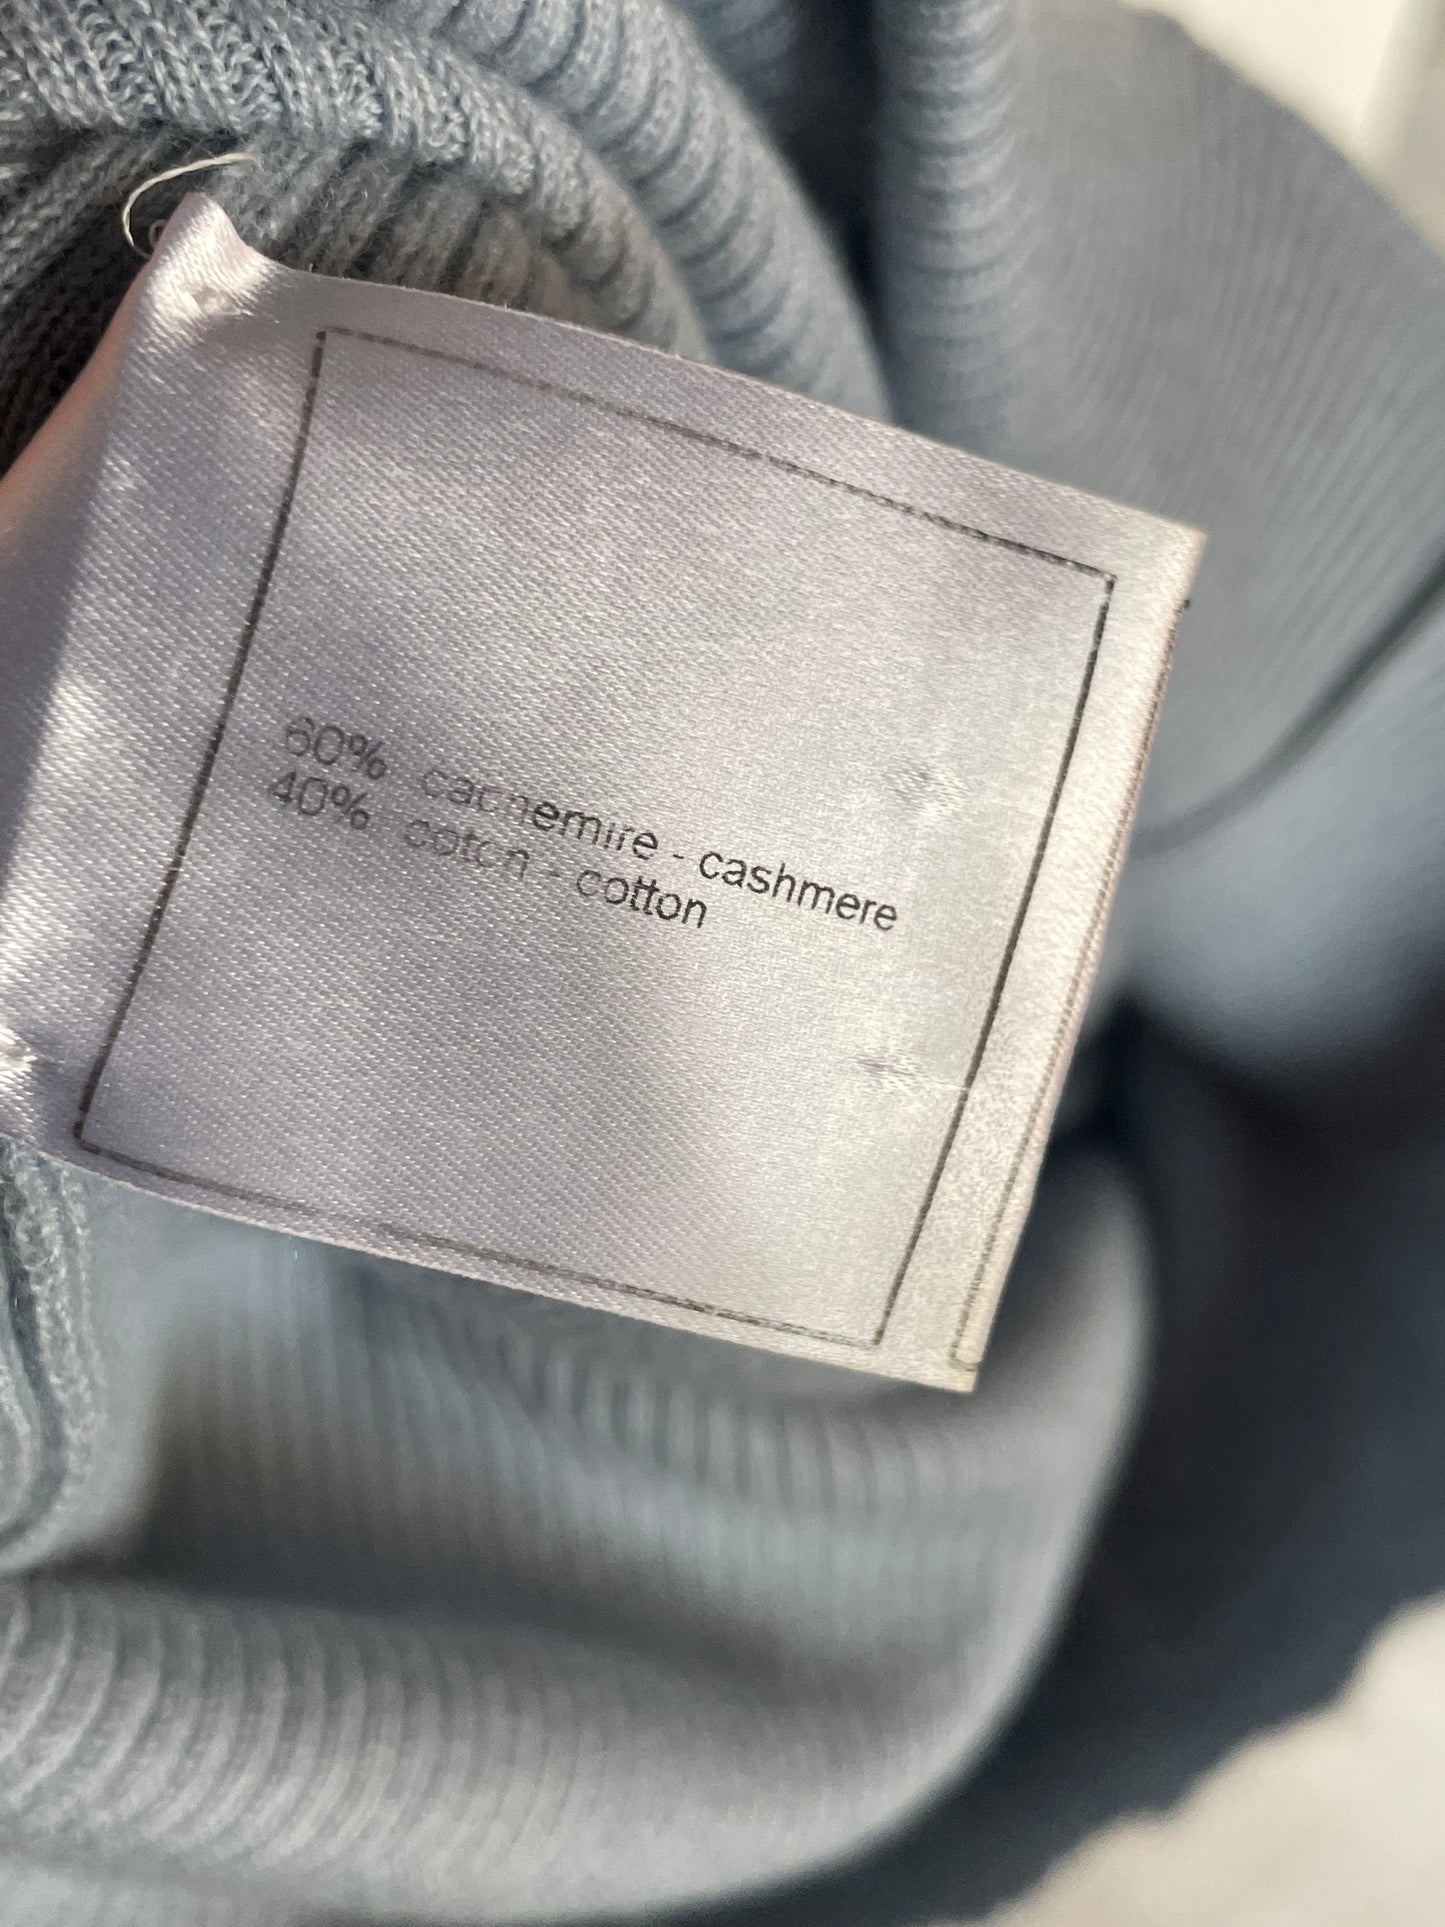 60% cachemire - cashmere
40% coton - cotton